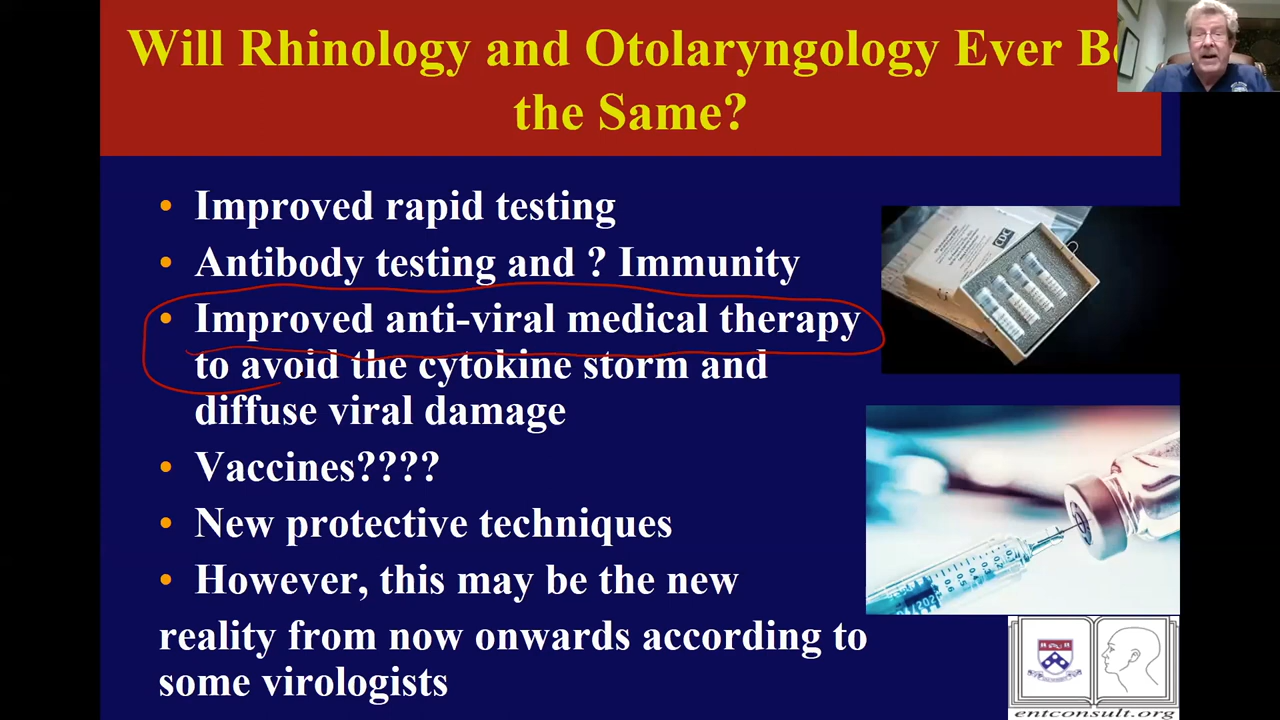 Will Rhinology and Otolaryngology Ever Be
the Same?
• Improved rapid testing
• Antibody testing and ? Immunity
• Improved anti-viral medical therapy
to avoid the cytokine storm and
diffuse viral damage
• Vaccines????
• New protective techniques
• However, this may be the new
reality from now onwards according to
some virologists
CDC
entconsult.org